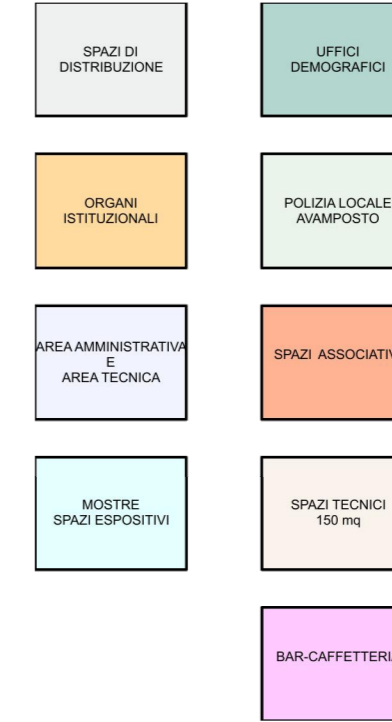 SPAZI DI
DISTRIBUZIONE
UFFICI
DEMOGRAFICI
ORGANI
ISTITUZIONALI
POLIZIA LOCALE
AVAMPOSTO
AREA AMMINISTRATIVA
E
AREA TECNICA
SPAZI ASSOCIATIV
MOSTRE
SPAZI ESPOSITIVI
SPAZI TECNICI
150 mq
BAR-CAFFETTERI